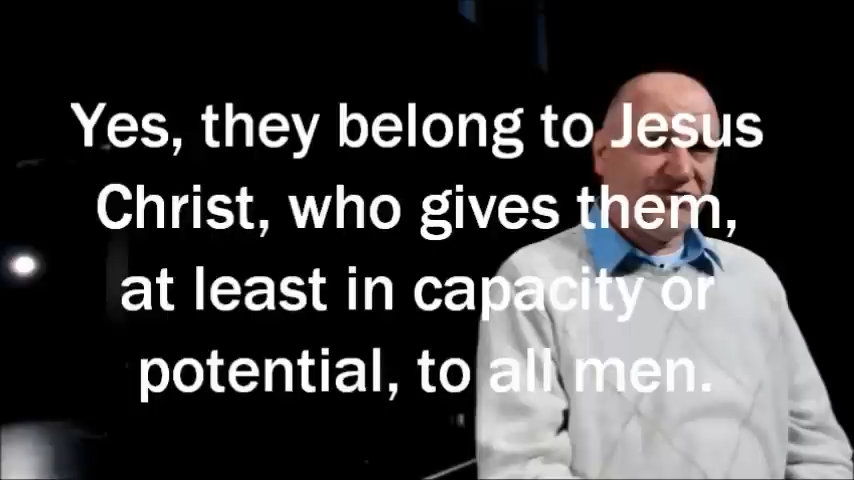 Yes, they belong to Jesus
Christ, who gives them,
at least in capacity or
potential, to all men.